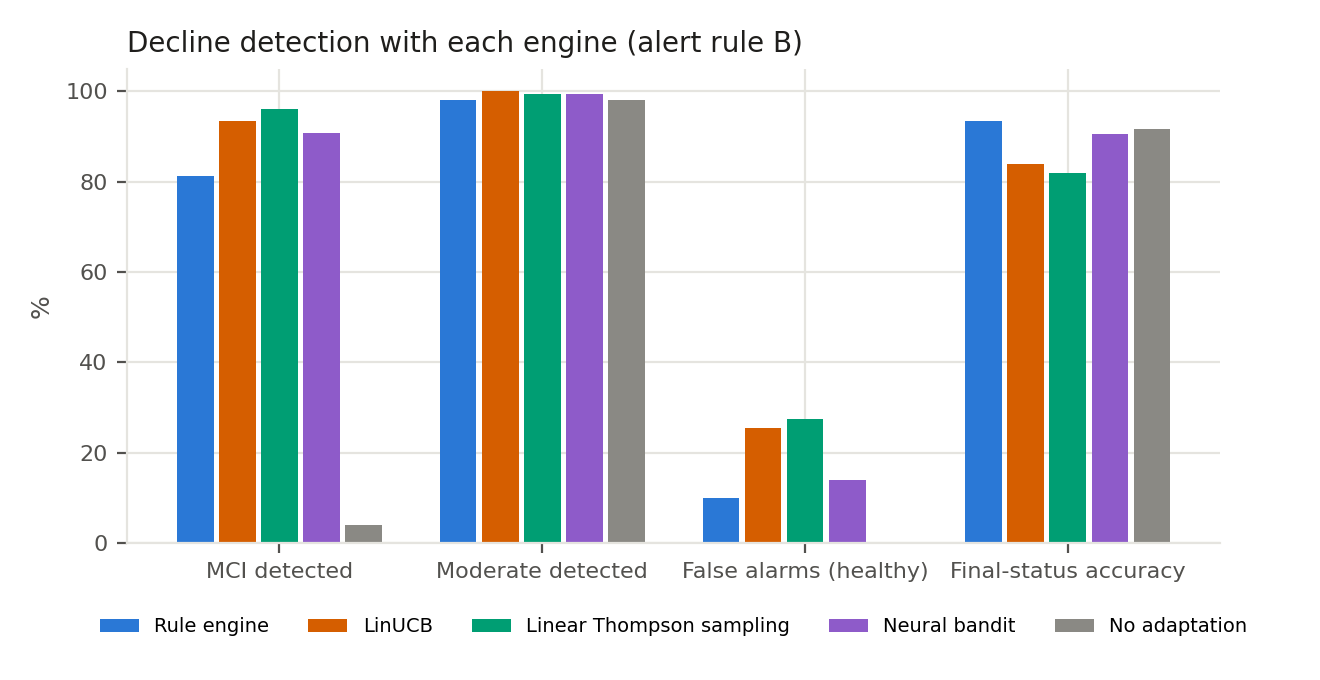 Decline detection with each engine (alert rule B)
100
80
60
40
20
0
%
MCI detected
Moderate detected
False alarms (healthy)
Final-status accuracy
Rule engine
LinUCB
Linear Thompson sampling
Neural bandit
No adaptation